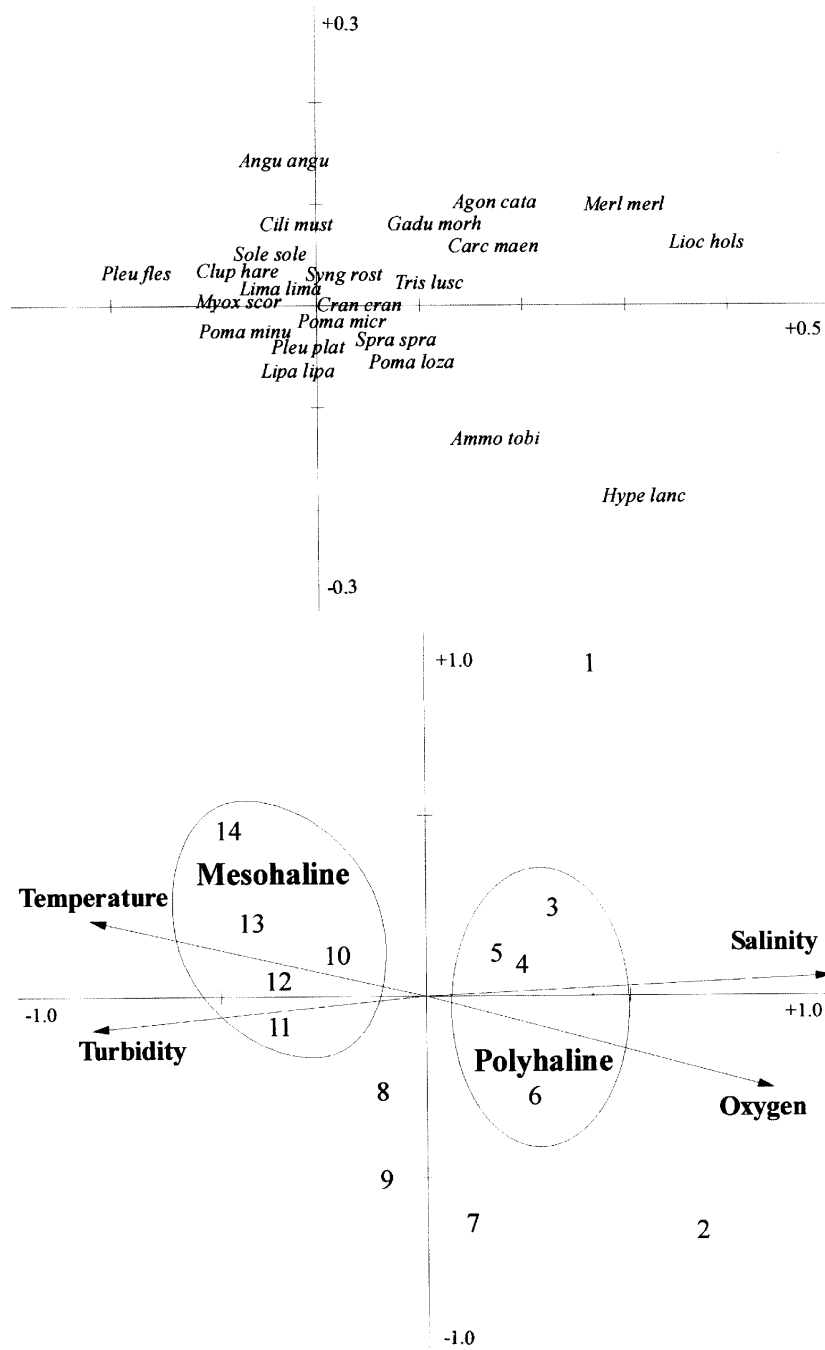 +0.3
Angu angu
Agon cata Merl merl
Cili must Gadu morh
Carc maen Lioc hols
Sole sole
Pleu fles Clup hare Syng rost
Tris lusc
Lima lima
Myox scor Cran cran
Poma micr
+0.5
Poma minu
Spra spra
Pleu plat
Poma loza
Lipa lipa
Ammo tobi
Hype lanc
-0.3
+1.0 1
14
Mesohaline
Temperature
3
13
Salinity
5
10
4
12
-1.0 +1.0
11
Turbidity
Polyhaline
8 6
Oxygen
9
7 2
-1.0